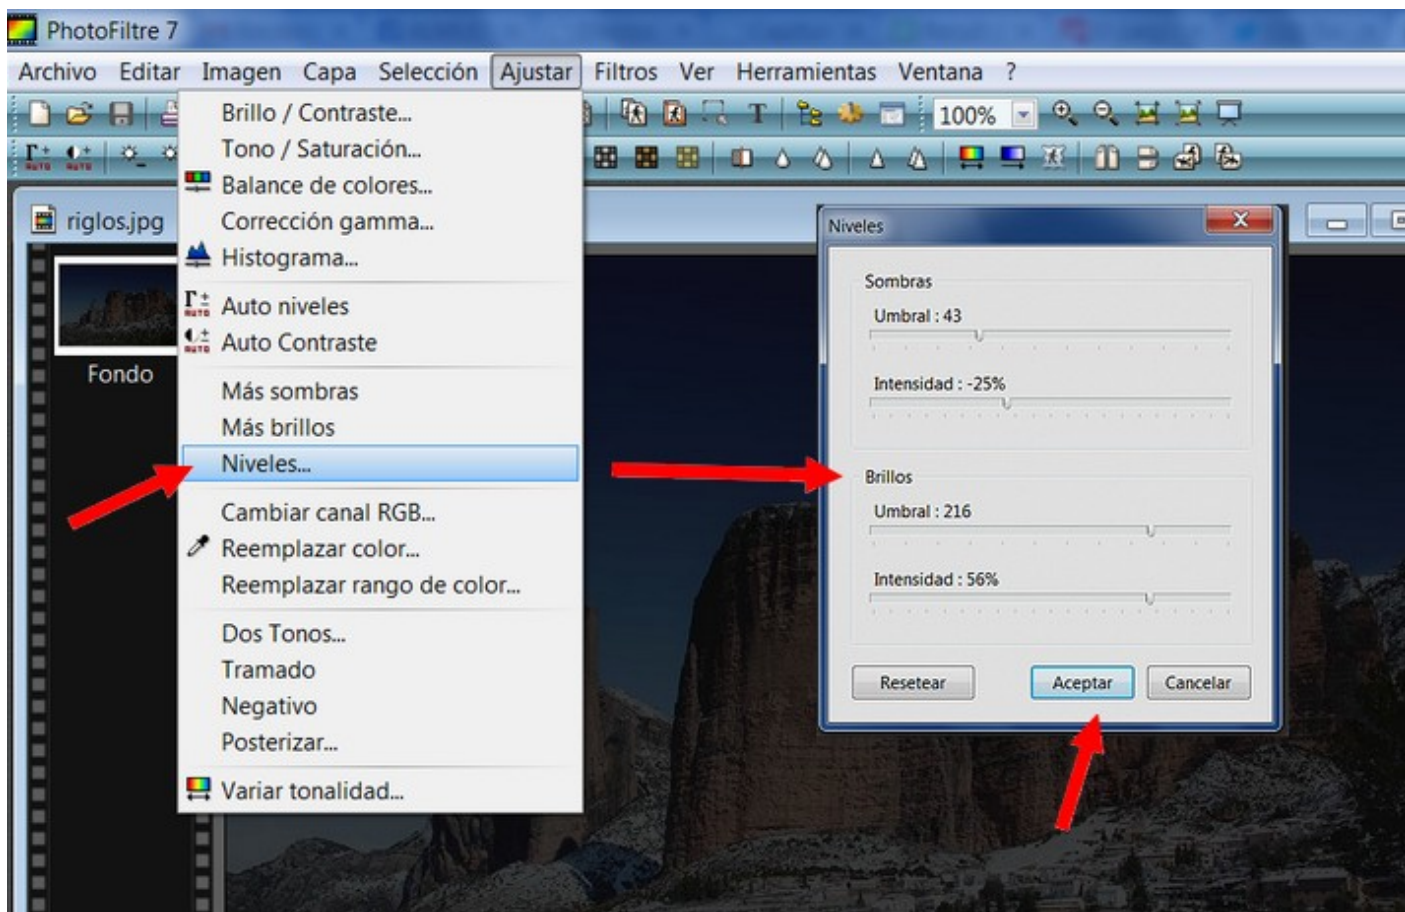 PhotoFiltre 7
Archivo Editar Imagen Capa Selección Ajustar Filtros Ver Herramientas Ventana ?
T 100%
AUTO AUTO
riglos.jpg
Fondo
Brillo / Contraste...
Tono / Saturación...
Balance de colores...
Corrección gamma...
Histograma...
Auto niveles
Auto Contraste
Más sombras
Más brillos
Niveles...
Cambiar canal RGB...
Reemplazar color...
Reemplazar rango de color...
Dos Tonos...
Tramado
Negativo
Posterizar...
Variar tonalidad...
Niveles
Sombras
Umbral : 43
Intensidad : -25%
Brillos
Umbral : 216
Intensidad : 56%
Resetear Aceptar Cancelar